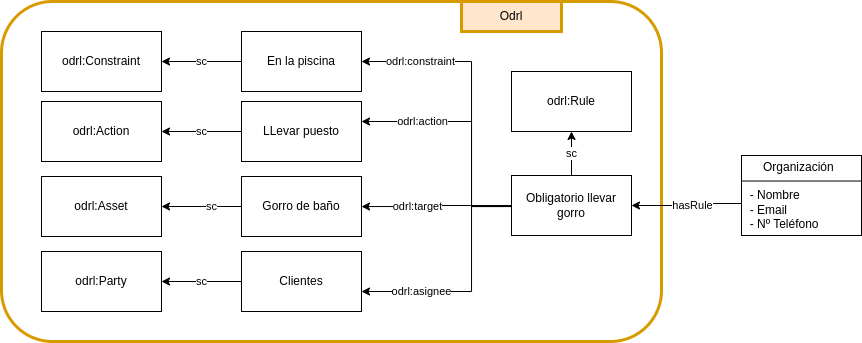 Odrl
odrl:Constraint
sc
En la piscina
odrl:constraint
odrl:Action
sc
LLevar puesto
odrl:action
odrl:Rule
sc
odrl:Asset
sc
Gorro de baño
odrl:target
Obligatorio llevar
gorro
hasRule
Organización
- Nombre
- Email
- Nº Teléfono
odrl:Party
sc
Clientes
odrl:asignee